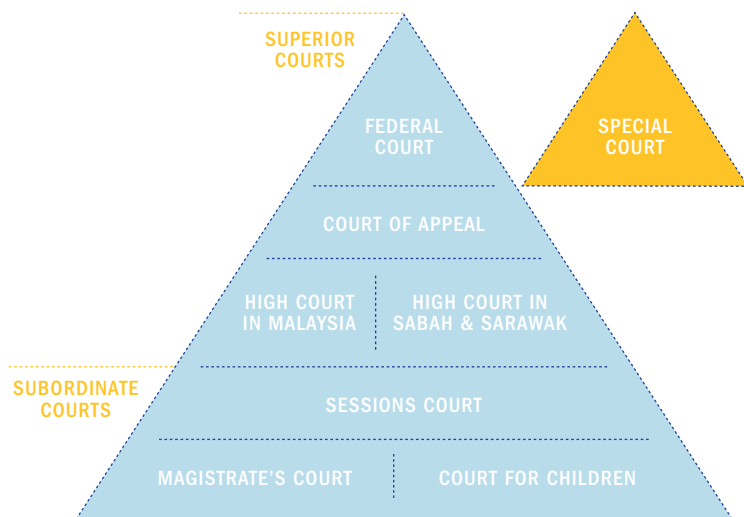 SUPERIOR
COURTS
FEDERAL
COURT
SPECIAL
COURT
COURT OF APPEAL
HIGH COURT
IN MALAYSIA
HIGH COURT IN
SABAH & SARAWAK
SUBORDINATE
COURTS
SESSIONS COURT
MAGISTRATE'S COURT
COURT FOR CHILDREN